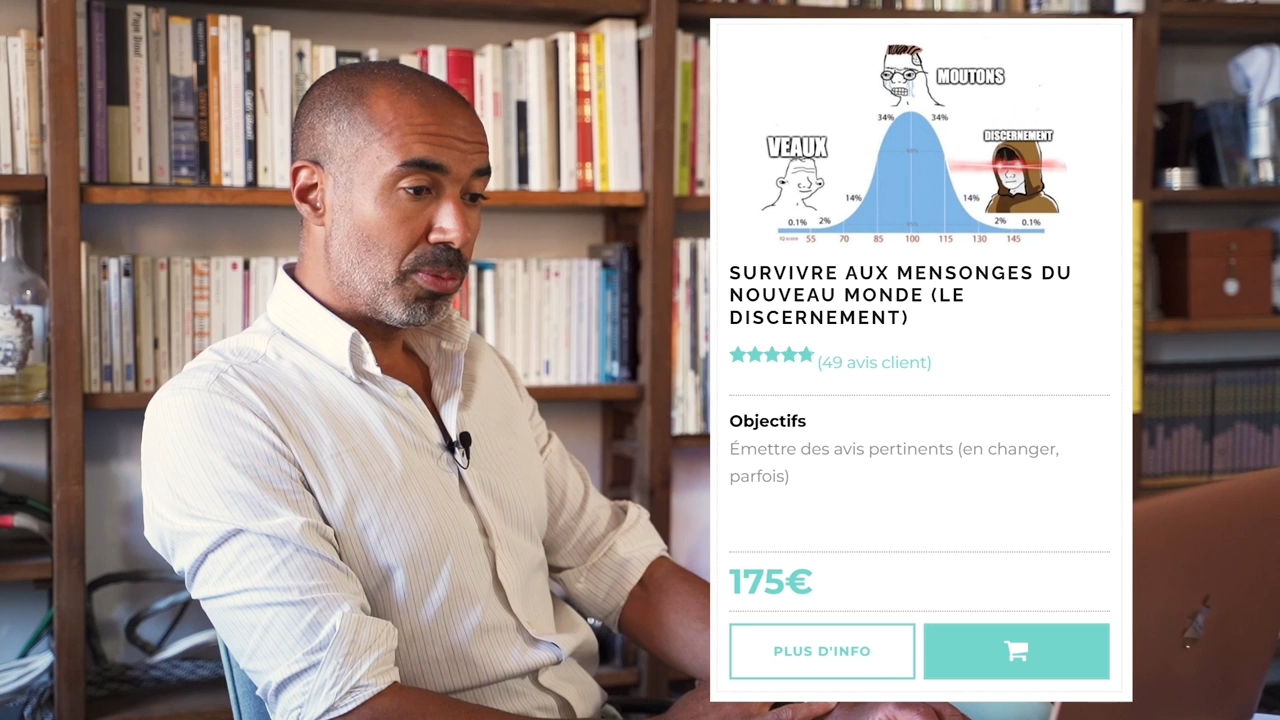 MOUTONS
34%
34%
DISCERNEMENT
VEAUX
14%
14%
0.1%
2%
2%
0.1%
55
70
85
100
115
130
145
SURVIVRE AUX MENSONGES DU
NOUVEAU MONDE (LE
DISCERNEMENT)
(49 avis client)
Objectifs
Émettre des avis pertinents (en changer,
parfois)
175€
PLUS D'INFO